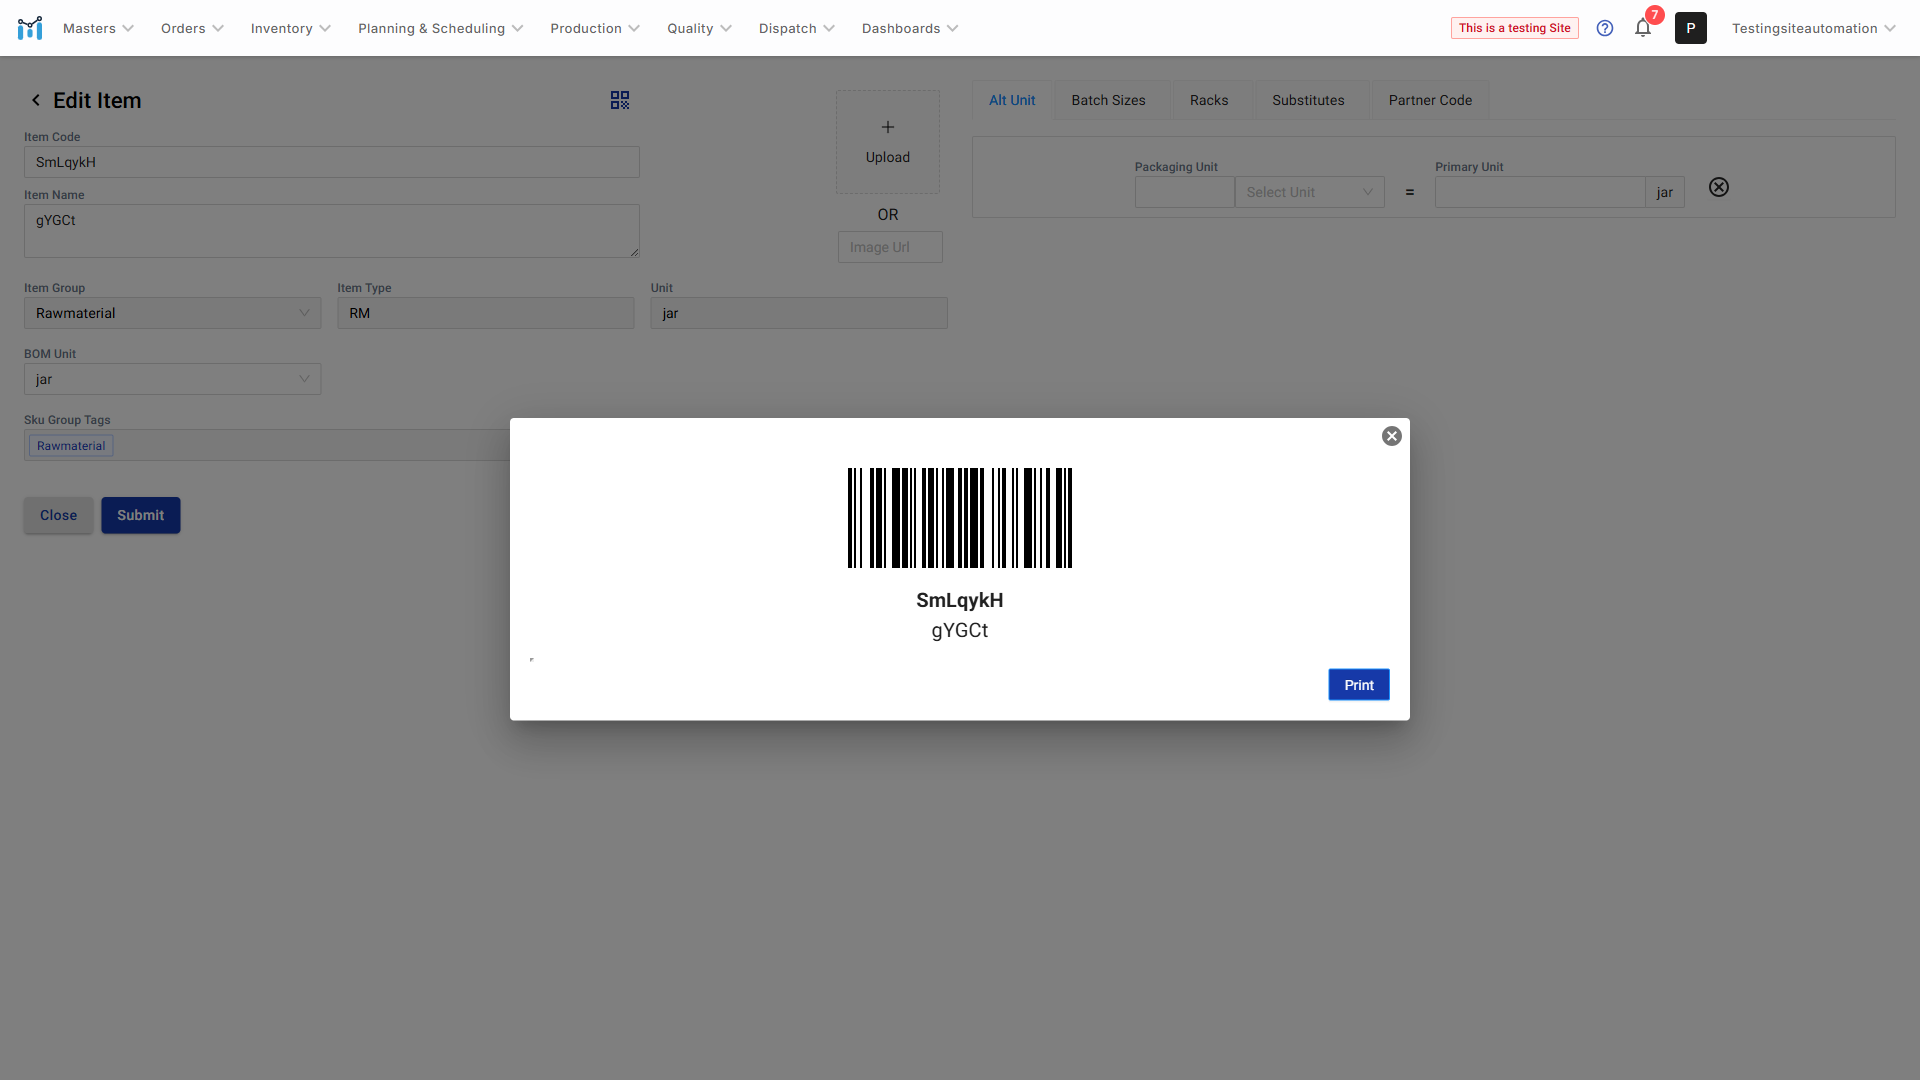 Masters
Orders
Inventory
Planning & Scheduling
Production
Quality
Dispatch
Dashboards
This is a testing Site
7
P
Testingsiteautomation
Edit Item
Item Code
SmLqykH
Item Name
gYGCt
Upload
OR
Image Url
Item Group
Rawmaterial
Item Type
RM
Unit
jar
BOM Unit
jar
Sku Group Tags
Rawmaterial
Close
Submit
Alt Unit
Batch Sizes
Racks
Substitutes
Partner Code
Packaging Unit
Select Unit
=
Primary Unit
jar
SmLqykH
gYGCt
Print